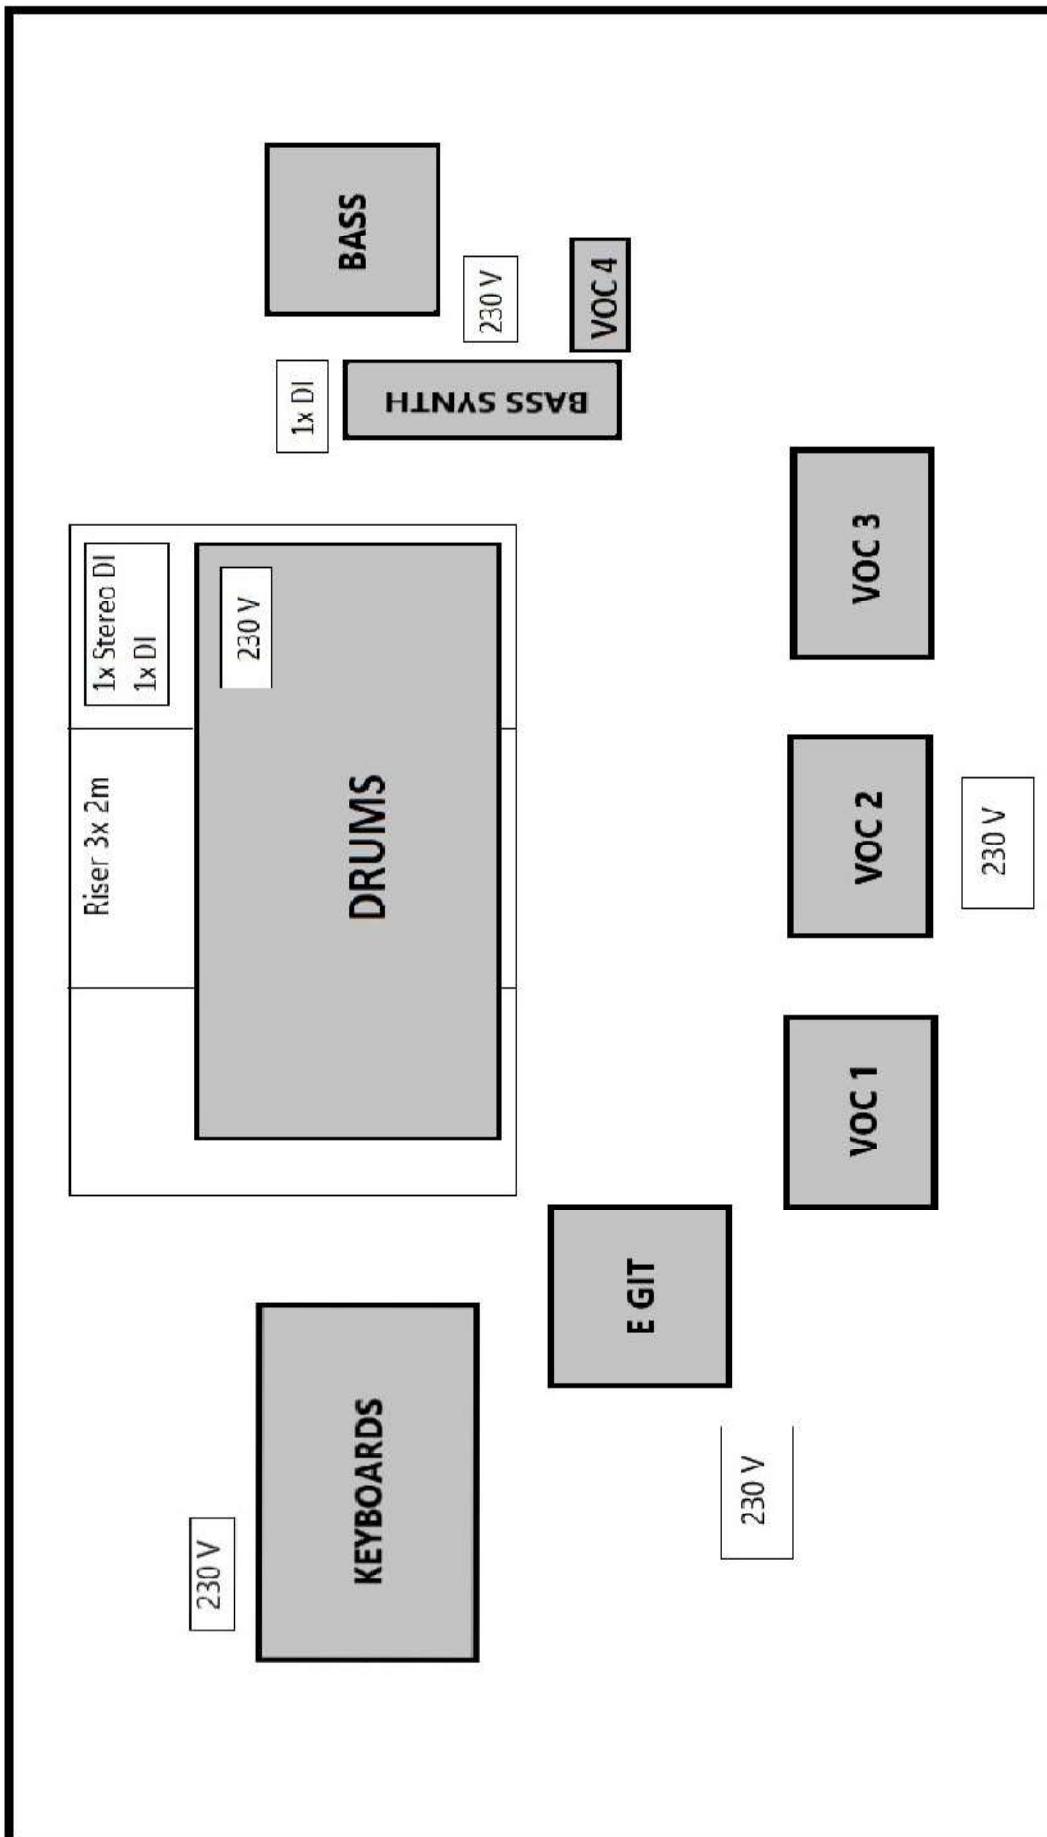 Riser 3x 2m
1x Stereo DI
1x DI
230 V
DRUMS
1x DI
BASS
230 V
KEYBOARDS
230 V
BASS SYNTH
VOC 4
E GIT
230 V
VOC 1
VOC 2
VOC 3
230 V